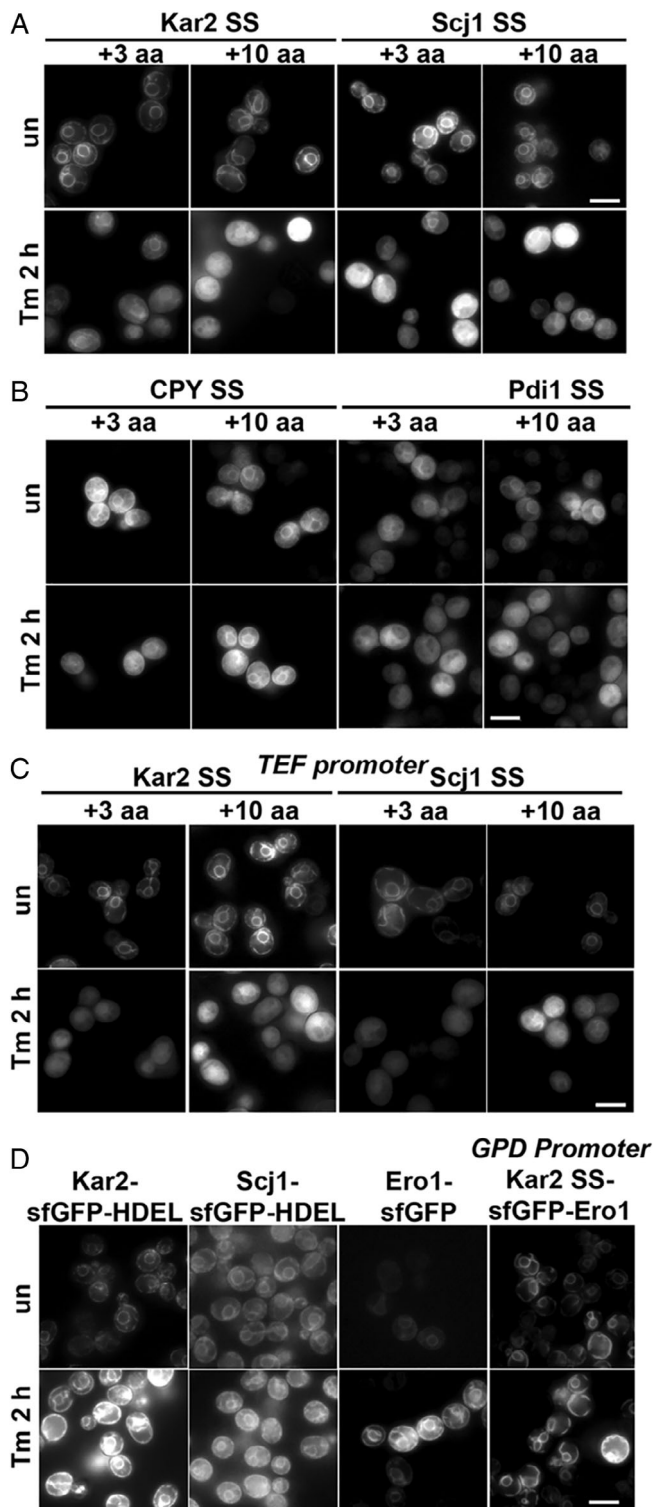 A
Kar2 SS Scj1 SS
+3 aa +10 aa +3 aa +10 aa
un
Tm 2 h
B
CPY SS Pdi1 SS
+3 aa +10 aa +3 aa +10 aa
un
Tm 2 h
C
TEF promoter
Kar2 SS Scj1 SS
+3 aa +10 aa +3 aa +10 aa
un
Tm 2 h
D
GPD Promoter
Kar2- Scj1- Ero1- Kar2 SS-
sfGFP-HDEL sfGFP-HDEL sfGFP sfGFP-Ero1
un
Tm 2 h